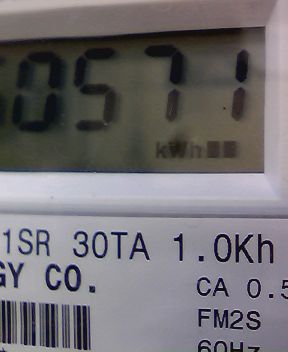 0571
kWh
1SR 30TA 1.0Kh
GY CO.
CA 0.5
FM2S
60Hz